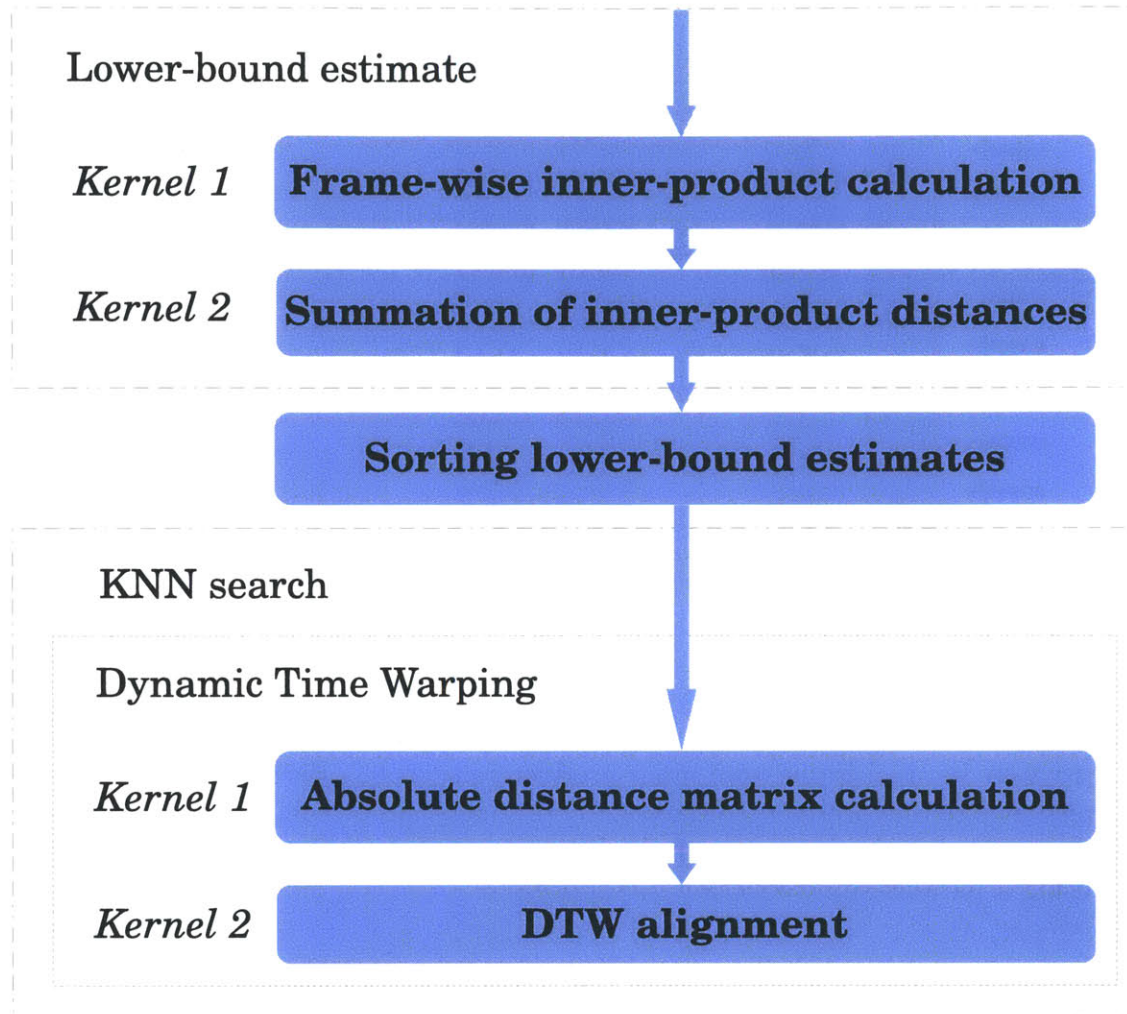 Lower-bound estimate
Kernel 1
Frame-wise inner-product calculation
Kernel 2
Summation of inner-product distances
Sorting lower-bound estimates
KNN search
Dynamic Time Warping
Kernel 1
Absolute distance matrix calculation
Kernel 2
DTW alignment